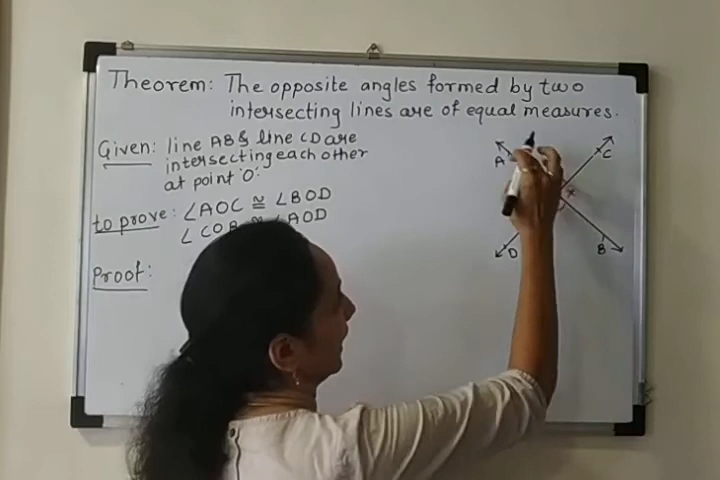 Theorem: The opposite angles formed by two
intersecting lines are of equal measures.
Given: line AB & line CD are
intersecting each other
at point 'O'.
to prove: ∠AOC ≅ ∠BOD
∠COB ≅ ∠AOD
Proof:
A
C
D
B